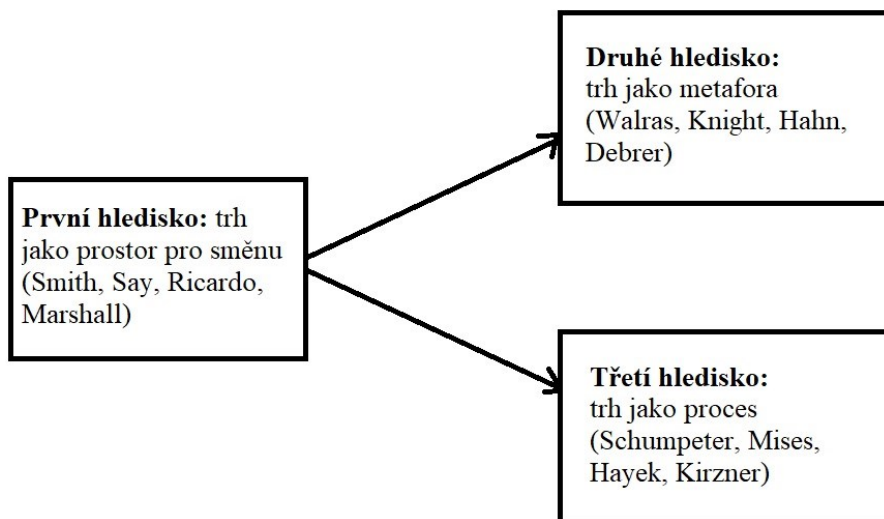 První hledisko: trh
jako prostor pro směnu
(Smith, Say, Ricardo,
Marshall)
Druhé hledisko:
trh jako metafora
(Walras, Knight, Hahn,
Debrer)
Třetí hledisko:
trh jako proces
(Schumpeter, Mises,
Hayek, Kirzner)